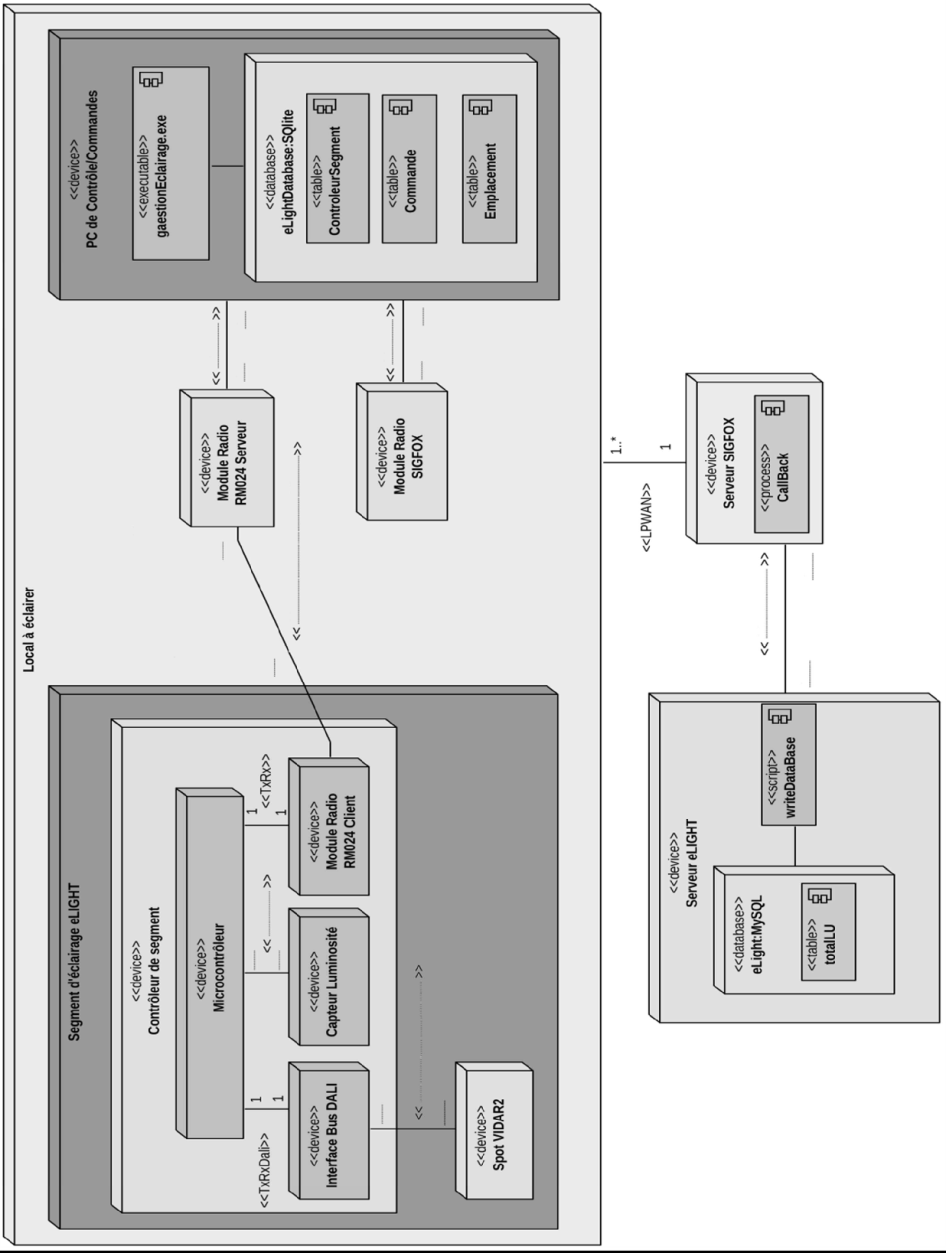 Local à éclairer
Segment d'éclairage eLIGHT
<<device>>
Contrôleur de segment
<<device>>
Microcontrôleur
1
1
<<TxRxDali>>
<< >>
1
1
<<TxRx>>
<<device>>
Interface Bus DALI
<<device>>
Capteur Luminosité
<<device>>
Module Radio
RM024 Client
<< >>
<<device>>
Spot VIDAR2
<<device>>
Module Radio
RM024 Serveur
<< >>
<< >>
<<device>>
Module Radio
SIGFOX
<< >>
<<device>>
PC de Contrôle/Commandes
<<executable>>
gaestionEclairage.exe
<<database>>
eLightDatabase:SQlite
<<table>>
ControleurSegment
<<table>>
Commande
<<table>>
Emplacement
1..*
1
<<LPWAN>>
<<device>>
Serveur eLIGHT
<<database>>
eLight:MySQL
<<table>>
totalLU
<<script>>
writeDataBase
<< >>
<<device>>
Serveur SIGFOX
<<process>>
CallBack